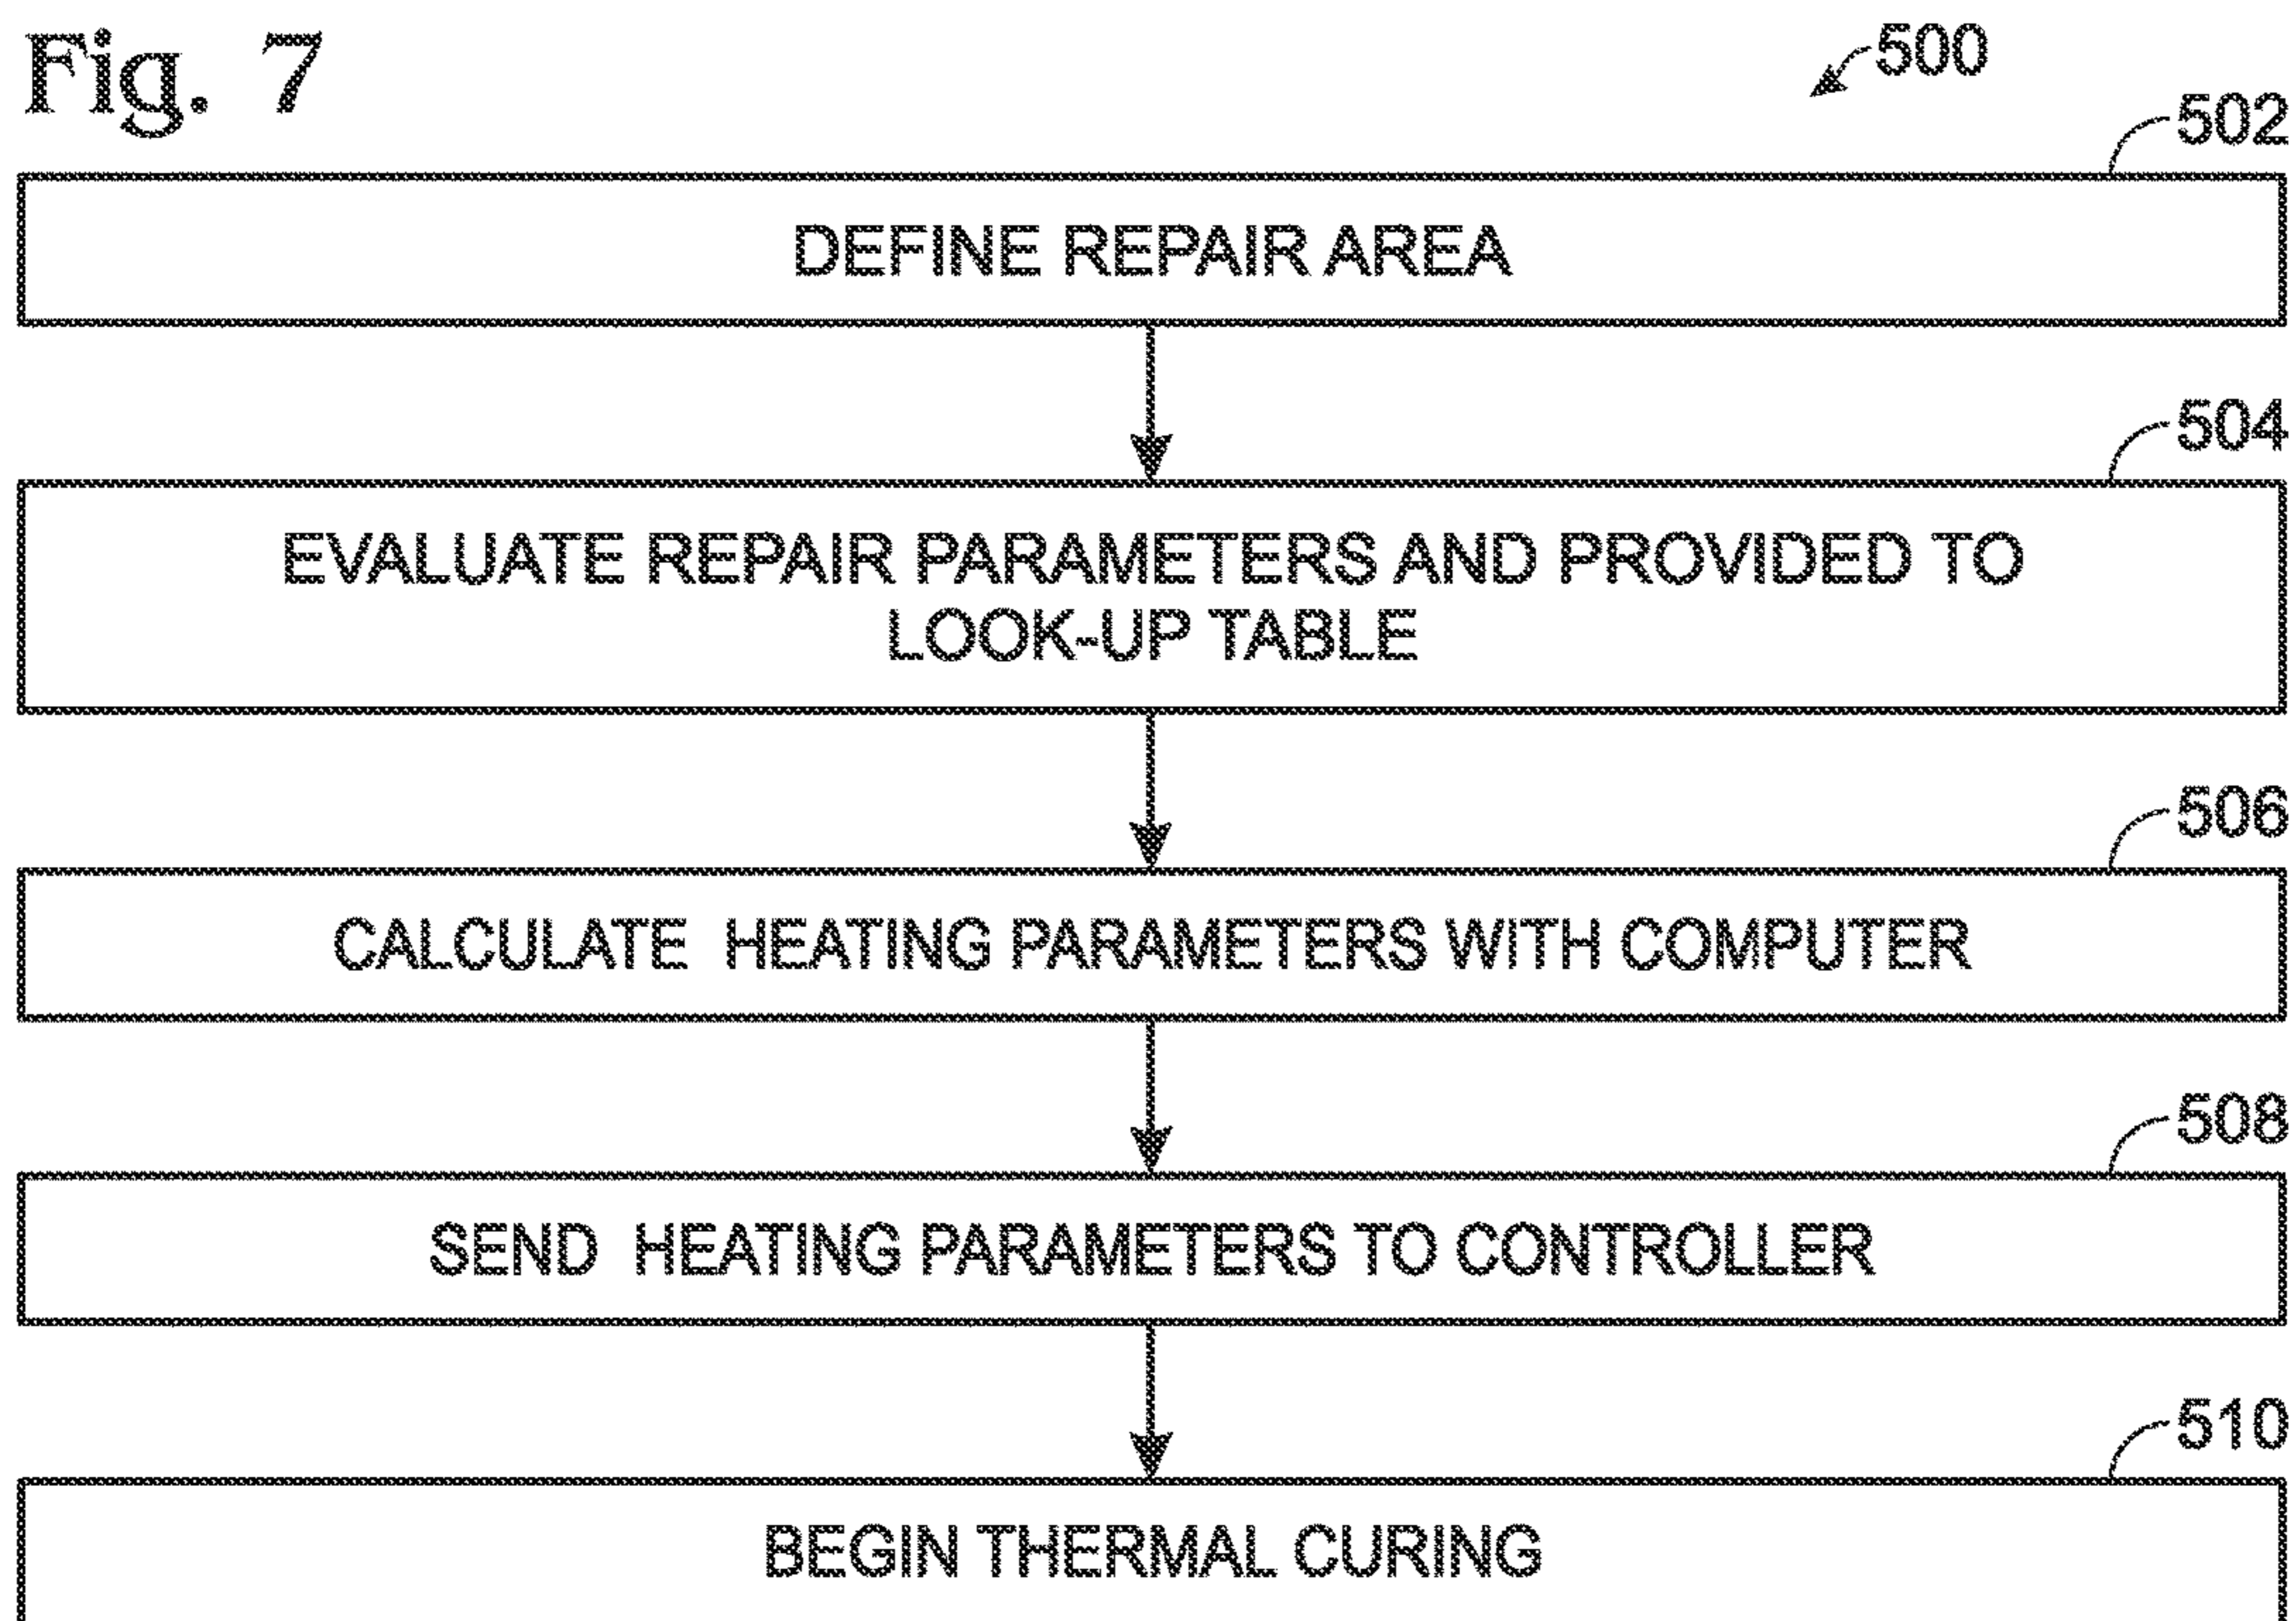 Fig. 7
500
502
DEFINE REPAIR AREA
504
EVALUATE REPAIR PARAMETERS AND PROVIDED TO
LOOK-UP TABLE
506
CALCULATE HEATING PARAMETERS WITH COMPUTER
508
SEND HEATING PARAMETERS TO CONTROLLER
510
BEGIN THERMAL CURING